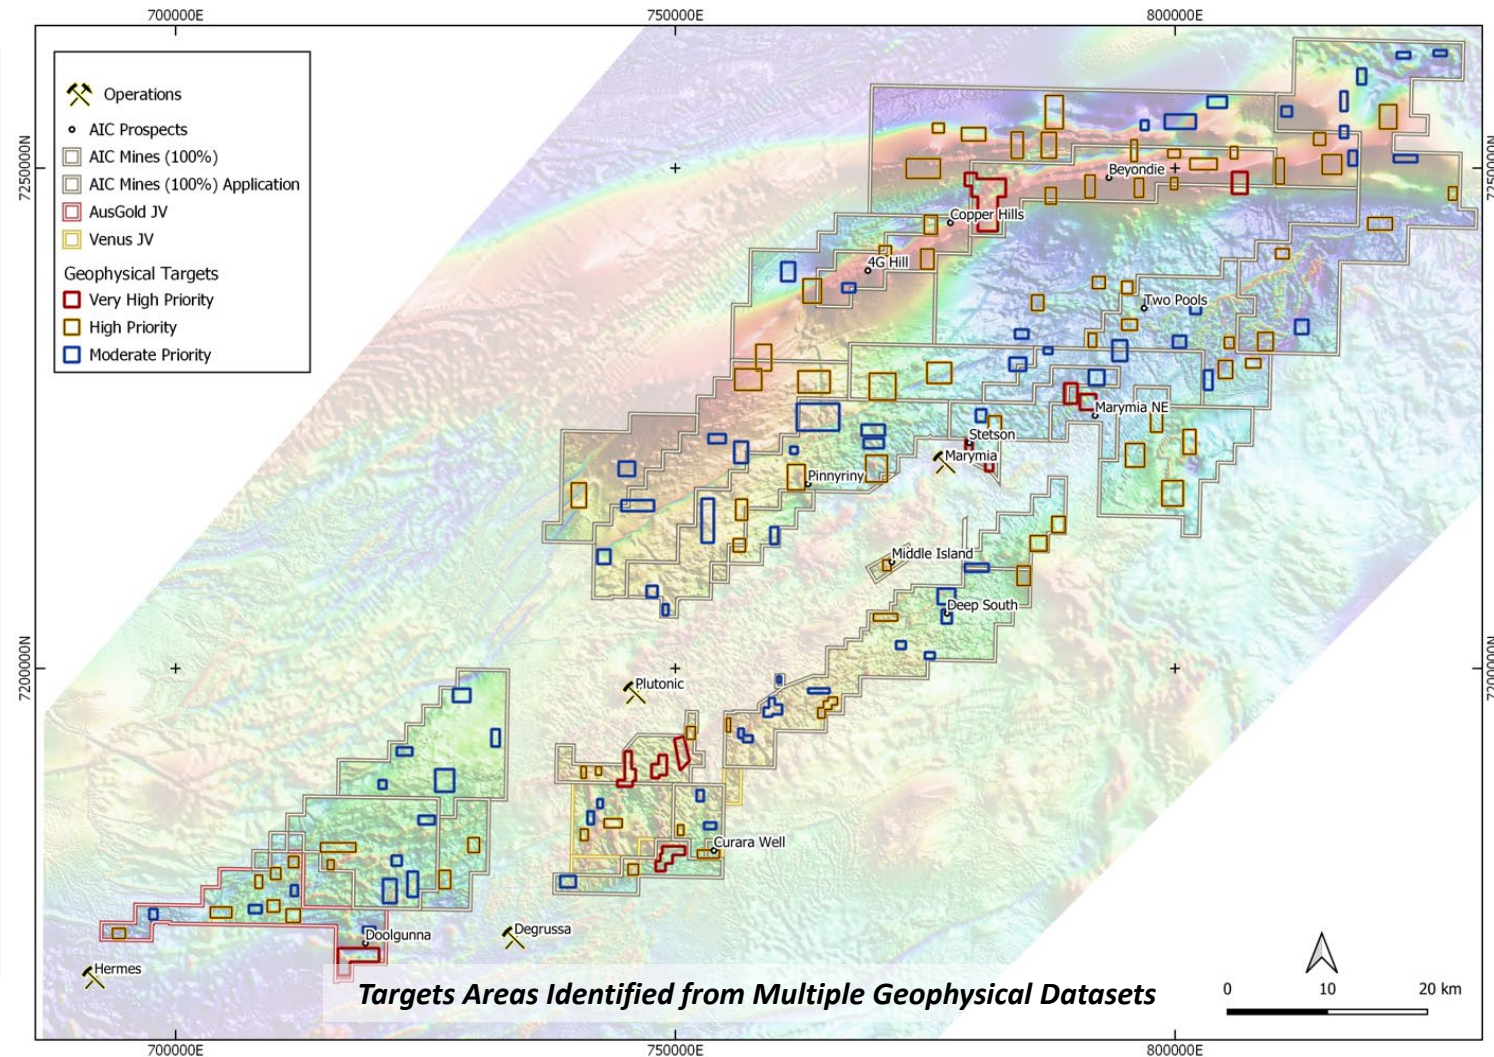 700000E
750000E
800000E
Operations
AIC Prospects
AIC Mines (100%)
AIC Mines (100%) Application
AusGold JV
Venus JV
Geophysical Targets
Very High Priority
High Priority
Moderate Priority
7250000N
7250000N
Beyondie
Copper Hills
4G Hill
Two Pools
Marymia NE
Stetson
Marymia
Pinnyriny
Middle Island
Deep South
7200000N
7200000N
Plutonic
Curara Well
Doolgunna
Degrussa
Hermes
Targets Areas Identified from Multiple Geophysical Datasets
0 10 20 km
700000E
750000E
800000E